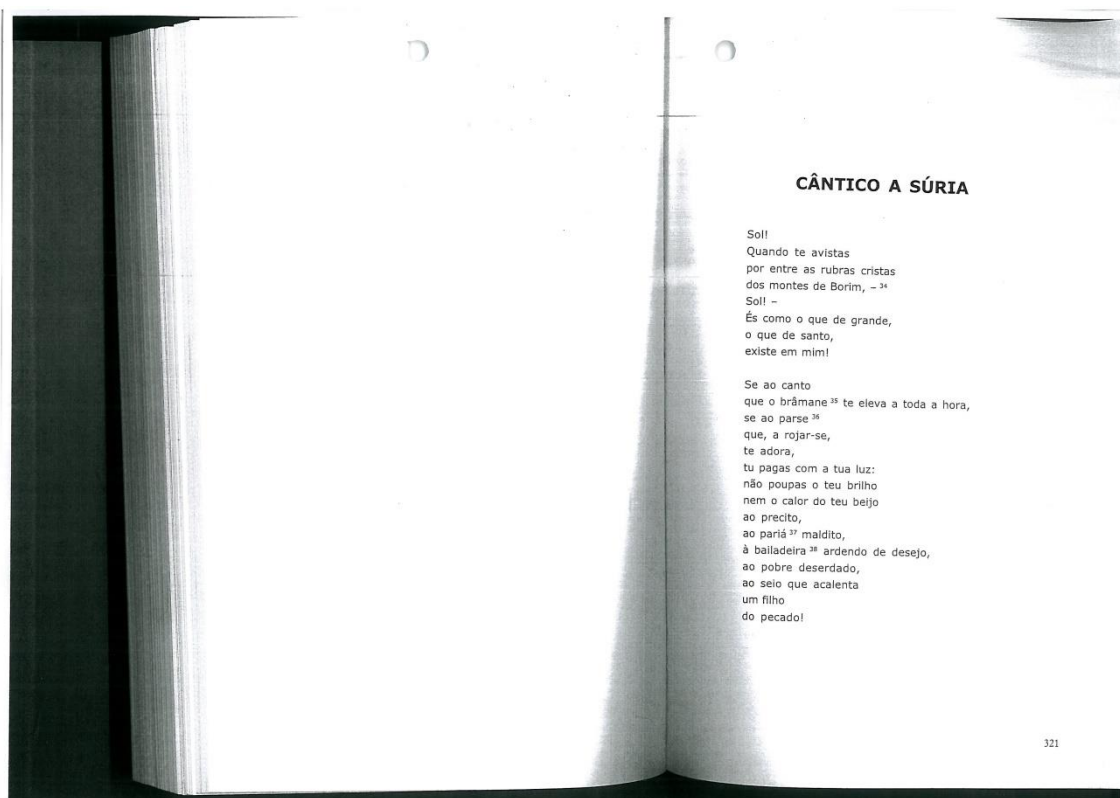 CÂNTICO A SÚRIA
Sol!
Quando te avistas
por entre as rubras cristas
dos montes de Borim, – 34
Sol! –
És como o que de grande,
o que de santo,
existe em mim!
Se ao canto
que o brâmane 35 te eleva a toda a hora,
se ao parse 36
que, a rojar-se,
te adora,
tu pagas com a tua luz:
não poupas o teu brilho
nem o calor do teu beijo
ao precito,
ao pariá 37 maldito,
à bailadeira 38 ardendo de desejo,
ao pobre deserdado,
ao seio que acalenta
um filho
do pecado!
321